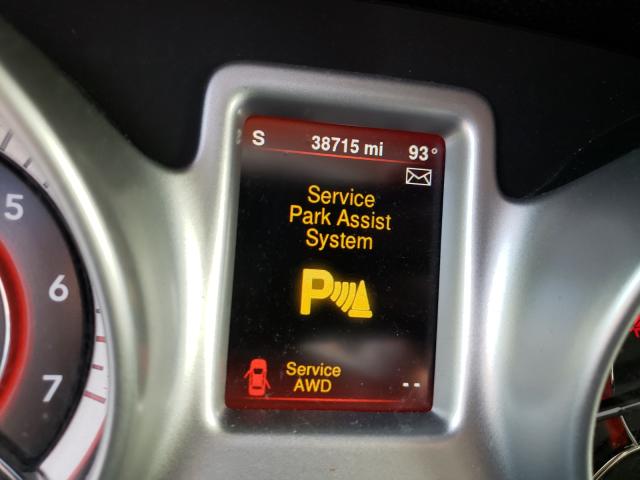 S 38715 mi 93°
Service
Park Assist
System
P
Service
AWD
--
5
6
7